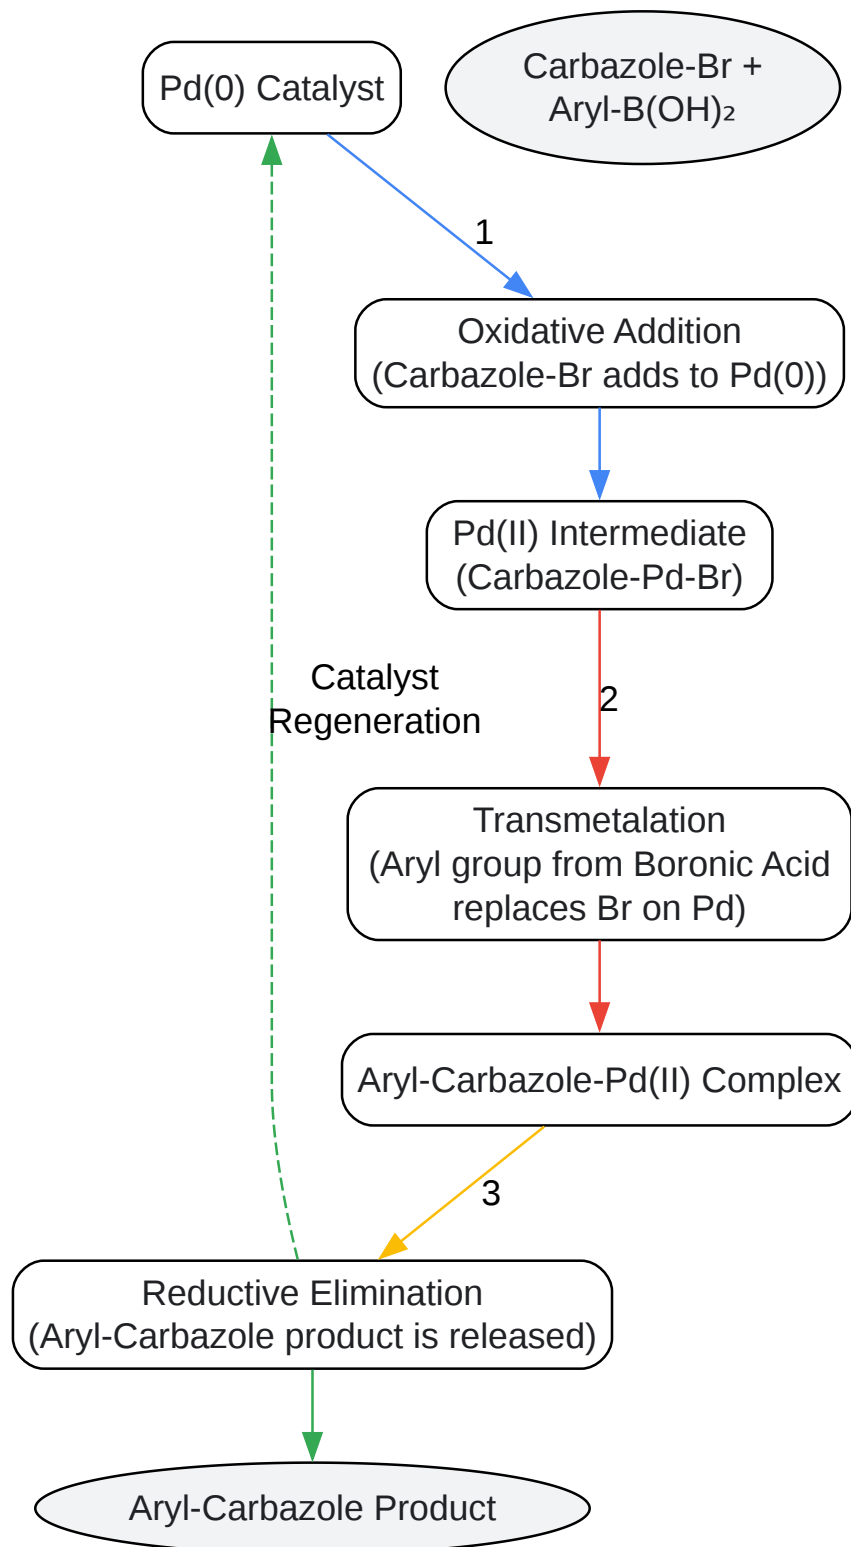 Pd(0) Catalyst
Carbazole-Br +
Aryl-B(OH)₂
1
Oxidative Addition
(Carbazole-Br adds to Pd(0))
Pd(II) Intermediate
(Carbazole-Pd-Br)
Catalyst
Regeneration
2
Transmetalation
(Aryl group from Boronic Acid
replaces Br on Pd)
Aryl-Carbazole-Pd(II) Complex
3
Reductive Elimination
(Aryl-Carbazole product is released)
Aryl-Carbazole Product